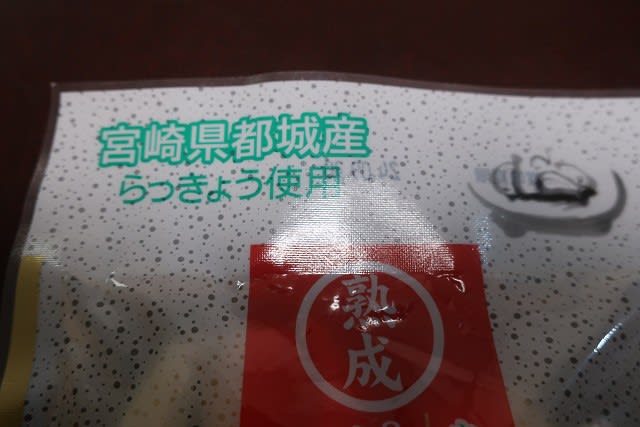 宮崎県都城産
らっきょう使用
熟
成